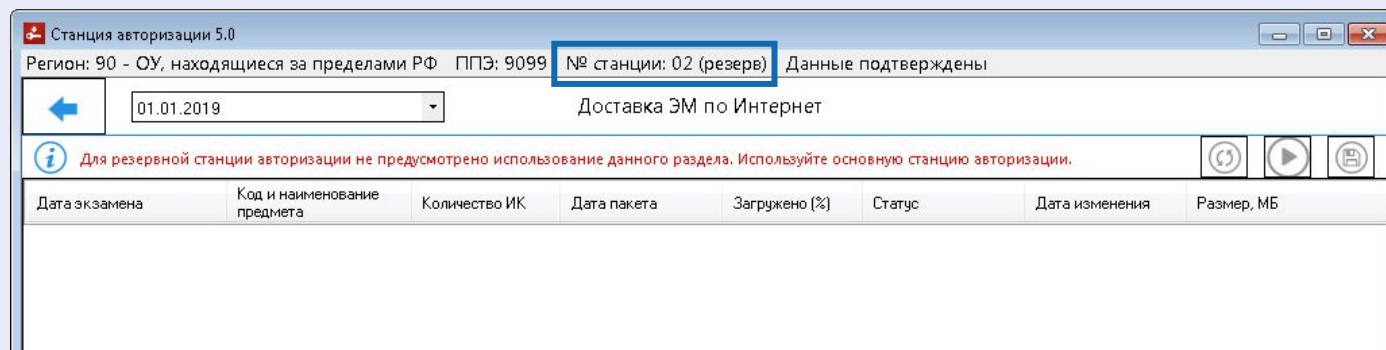 Станция авторизации 5.0
Регион: 90 - ОУ, находящиеся за пределами РФ ППЭ: 9099 № станции: 02 (резерв) Данные подтверждены
01.01.2019 Доставка ЭМ по Интернет
Для резервной станции авторизации не предусмотрено использование данного раздела. Используйте основную станцию авторизации.
Дата экзамена Код и наименование предмета Количество ИК Дата пакета Загружено (%) Статус Дата изменения Размер, МБ